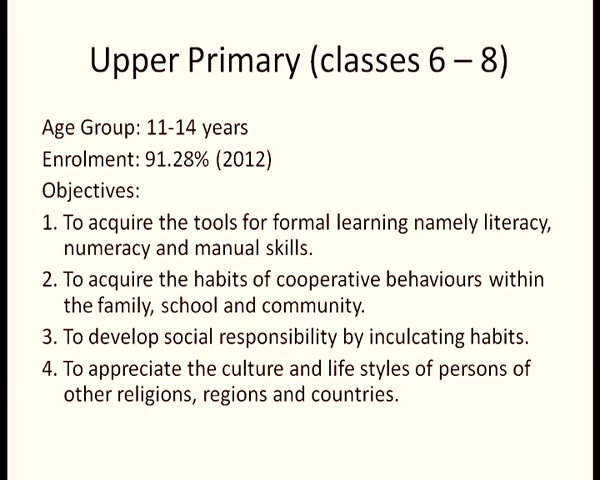 Upper Primary (classes 6 – 8)
Age Group: 11-14 years
Enrolment: 91.28% (2012)
Objectives:
1. To acquire the tools for formal learning namely literacy,
numeracy and manual skills.
2. To acquire the habits of cooperative behaviours within
the family, school and community.
3. To develop social responsibility by inculcating habits.
4. To appreciate the culture and life styles of persons of
other religions, regions and countries.